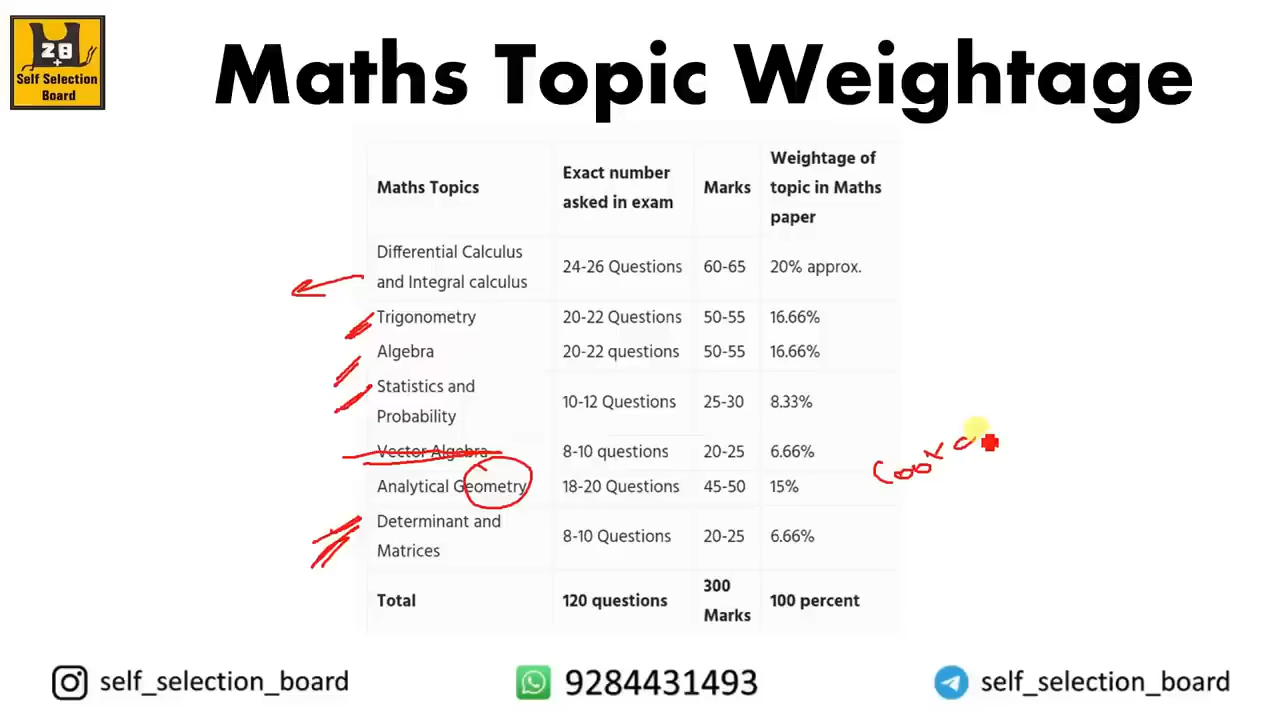 28
+
Self Selection
Board
Maths Topic Weightage
Maths Topics
Exact number
asked in exam
Marks
Weightage of
topic in Maths
paper
Differential Calculus
and Integral calculus
24-26 Questions
60-65
20% approx.
Trigonometry
20-22 Questions
50-55
16.66%
Algebra
20-22 questions
50-55
16.66%
Statistics and
Probability
10-12 Questions
25-30
8.33%
Vector Algebra
8-10 questions
20-25
6.66%
Analytical Geometry
18-20 Questions
45-50
15%
Determinant and
Matrices
8-10 Questions
20-25
6.66%
Total
120 questions
300
Marks
100 percent
self_selection_board
9284431493
self_selection_board